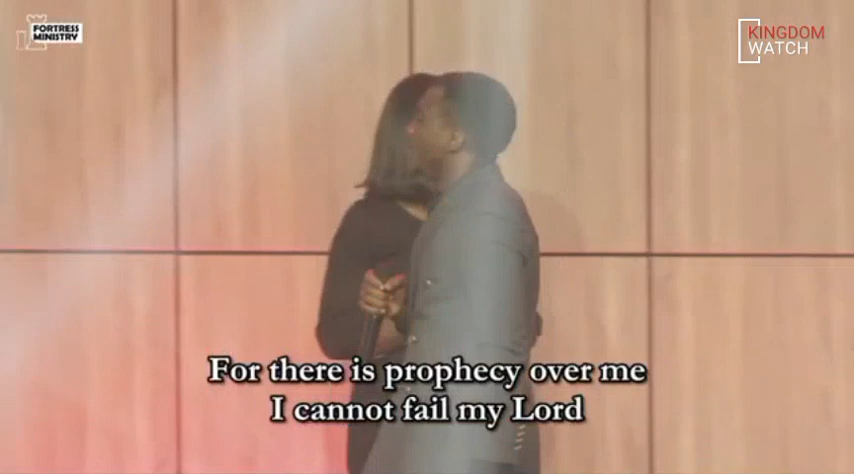 FORTRESS
MINISTRY
KINGDOM
WATCH
For there is prophecy over me
I cannot fail my Lord